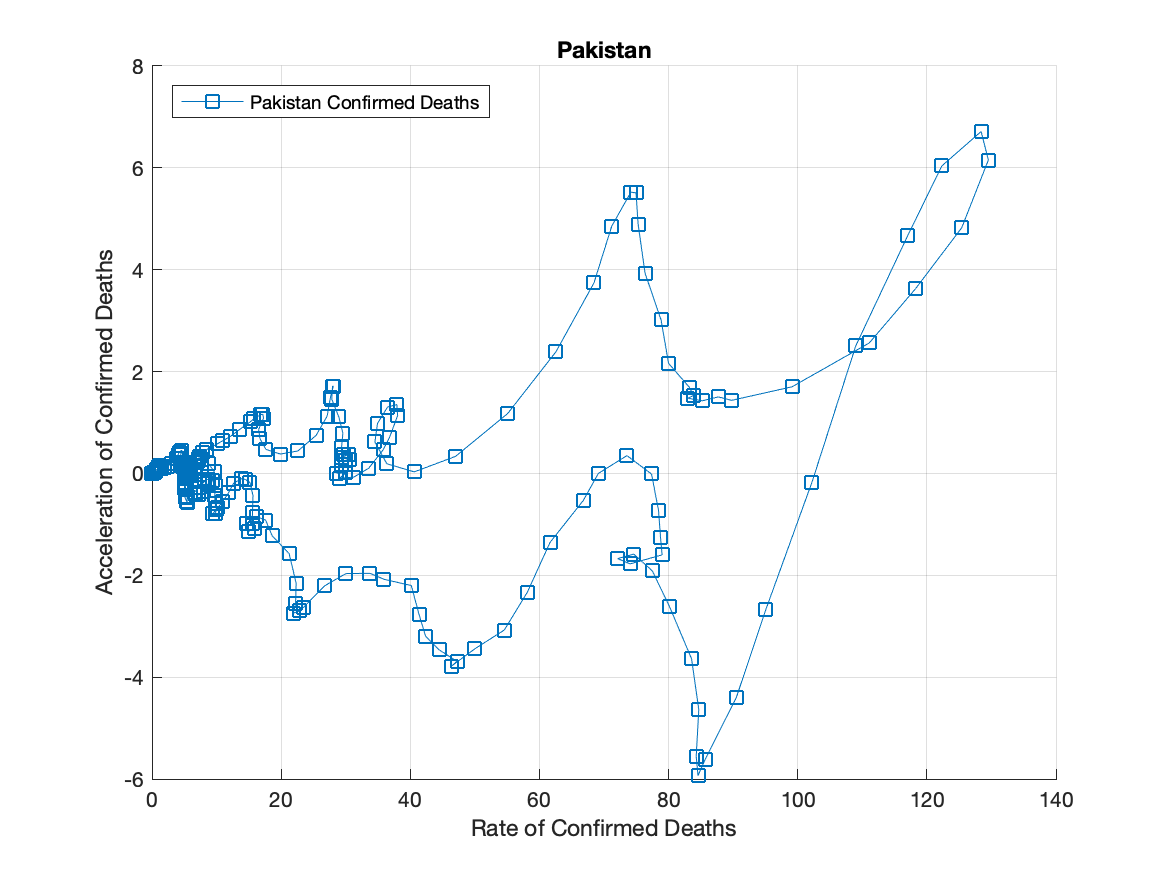 Pakistan
8
Pakistan Confirmed Deaths
6
4
2
0
-2
-4
-6
Acceleration of Confirmed Deaths
0 20 40 60 80 100 120 140
Rate of Confirmed Deaths